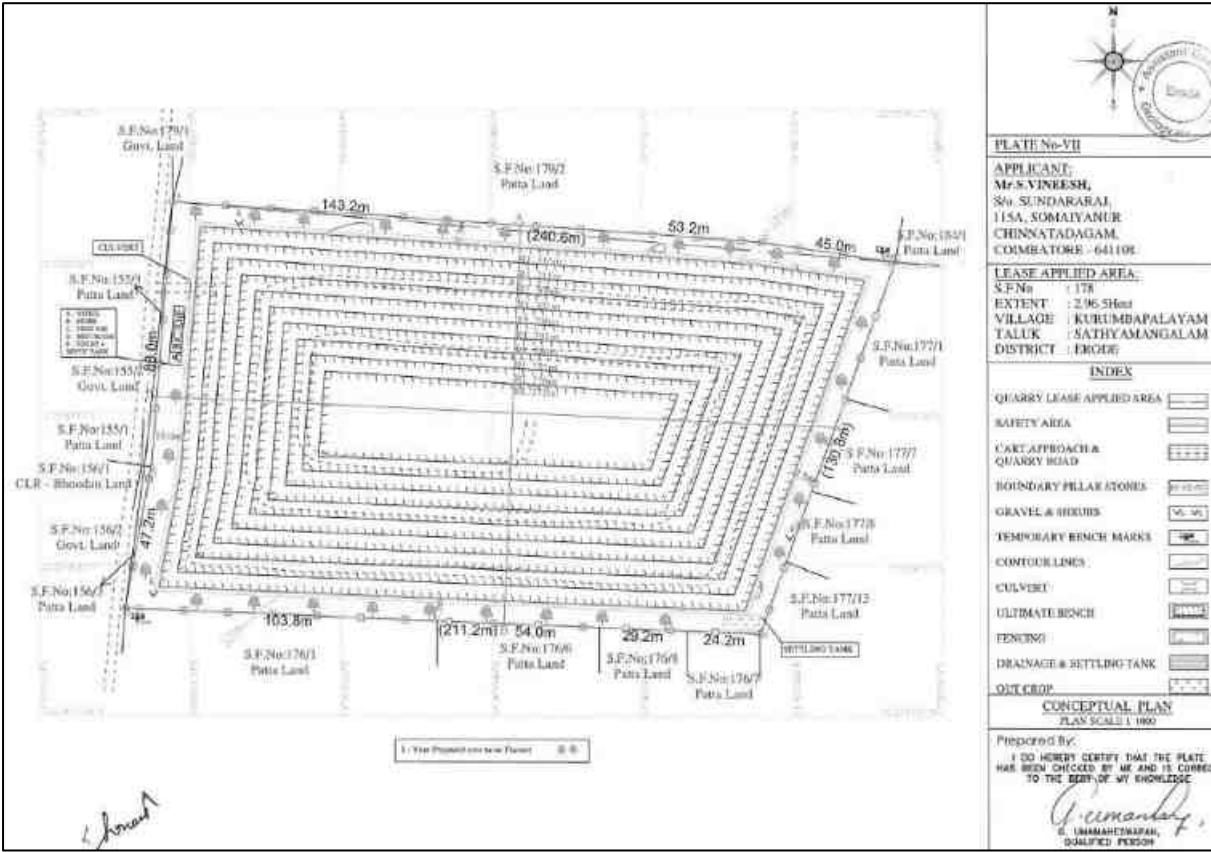 N
PLATE No-VII
APPLICANT:
Mr.S.VINEESH,
S/o. SUNDARARAJ,
115A, SOMAIYANUR
CHINNATADAGAM,
COIMBATORE - 641108.
LEASE APPLIED AREA:
S.F.No : 178
EXTENT : 2.96.5Hect
VILLAGE : KURUMBAPALAYAM
TALUK : SATHYAMANGALAM
DISTRICT : ERODE
INDEX
QUARRY LEASE APPLIED AREA
SAFETY AREA
CART APPROACH &
QUARRY ROAD
BOUNDARY PILLAR STONES
GRAVEL & SHRUBS
TEMPORARY BENCH MARKS
CONTOUR LINES
CULVERT
ULTIMATE BENCH
FENCING
DRAINAGE & SETTLING TANK
OUT CROP
CONCEPTUAL PLAN
PLAN SCALE 1: 1000
Prepared By:
I DO HEREBY CERTIFY THAT THE PLATE
HAS BEEN CHECKED BY ME AND IS CORREC
TO THE BEST OF MY KNOWLEDGE
G. UMAMAHESWARAN,
QUALIFIED PERSON
S.F.No:179/1
Govt. Land
S.F.No:179/2
Patta Land
143.2m
(240.6m)
53.2m
45.0m
S.F.No:184/1
Patta Land
CULVERT
Patta Land
88.0m
Govt. Land
S.F.No:155/1
Patta Land
S.F.No:156/1
CLR - Bhoodan Land
S.F.No:156/2
Govt. Land
47.2m
S.F.No:156/3
Patta Land
S.F.No:177/1
Patta Land
(130.8m)
S.F.No:177/7
Patta Land
S.F.No:177/8
Patta Land
S.F.No:177/13
Patta Land
103.8m
(211.2m)
54.0m
29.2m
24.2m
SETTLING TANK
S.F.No:176/1
Patta Land
S.F.No:176/6
Patta Land
S.F.No:176/8
Patta Land
S.F.No:176/7
Patta Land